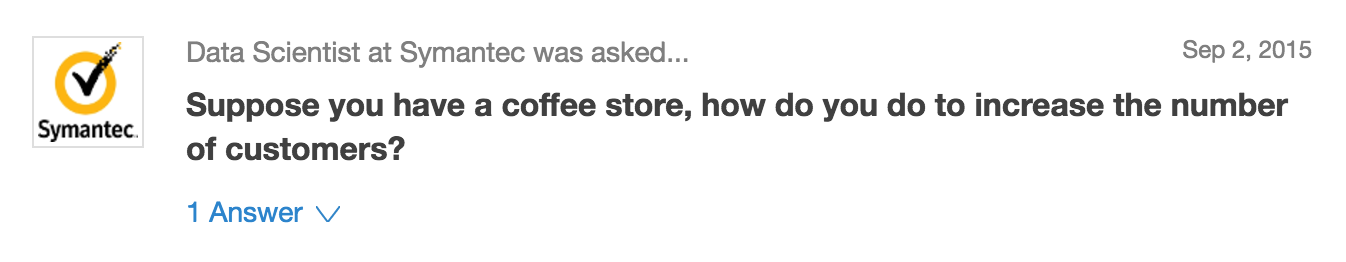 Data Scientist at Symantec was asked...
Sep 2, 2015
Suppose you have a coffee store, how do you do to increase the number
of customers?
Symantec.
1 Answer